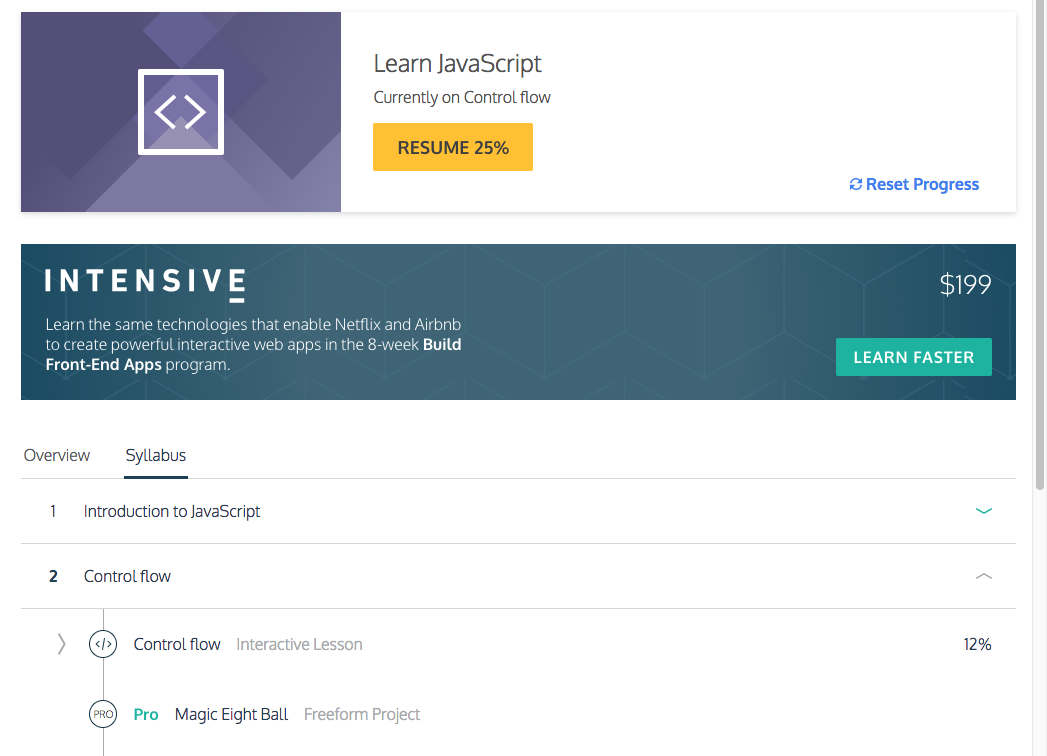 Learn JavaScript
Currently on Control flow
RESUME 25%
Reset Progress
INTENSIVE
$199
Learn the same technologies that enable Netflix and Airbnb
to create powerful interactive web apps in the 8-week Build
Front-End Apps program.
LEARN FASTER
Overview Syllabus
1 Introduction to JavaScript
2 Control flow
</> Control flow Interactive Lesson 12%
PRO Pro Magic Eight Ball Freeform Project